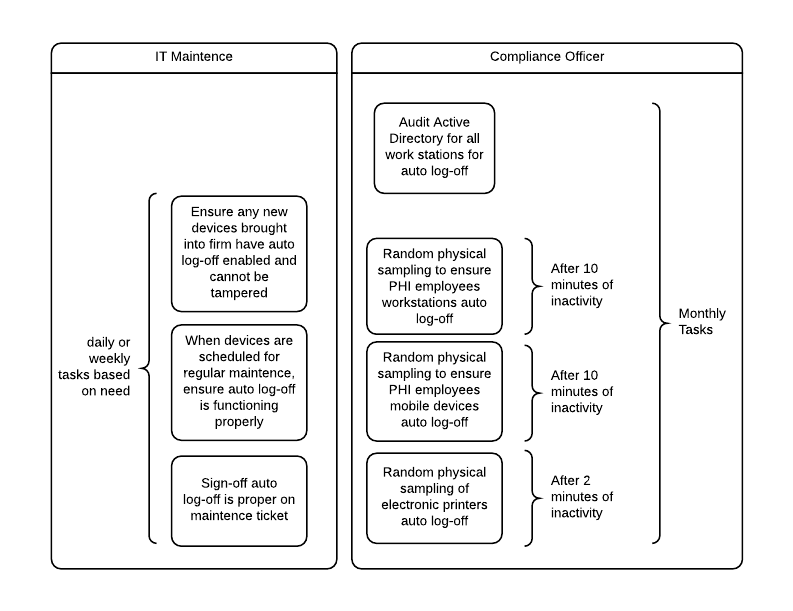 IT Maintence
daily or
weekly
tasks based
on need
Ensure any new
devices brought
into firm have auto
log-off enabled and
cannot be
tampered
When devices are
scheduled for
regular maintence,
ensure auto log-off
is functioning
properly
Sign-off auto
log-off is proper on
maintence ticket
Compliance Officer
Audit Active
Directory for all
work stations for
auto log-off
Random physical
sampling to ensure
PHI employees
workstations auto
log-off
After 10
minutes of
inactivity
Random physical
sampling to ensure
PHI employees
mobile devices
auto log-off
After 10
minutes of
inactivity
Random physical
sampling of
electronic printers
auto log-off
After 2
minutes of
inactivity
Monthly
Tasks